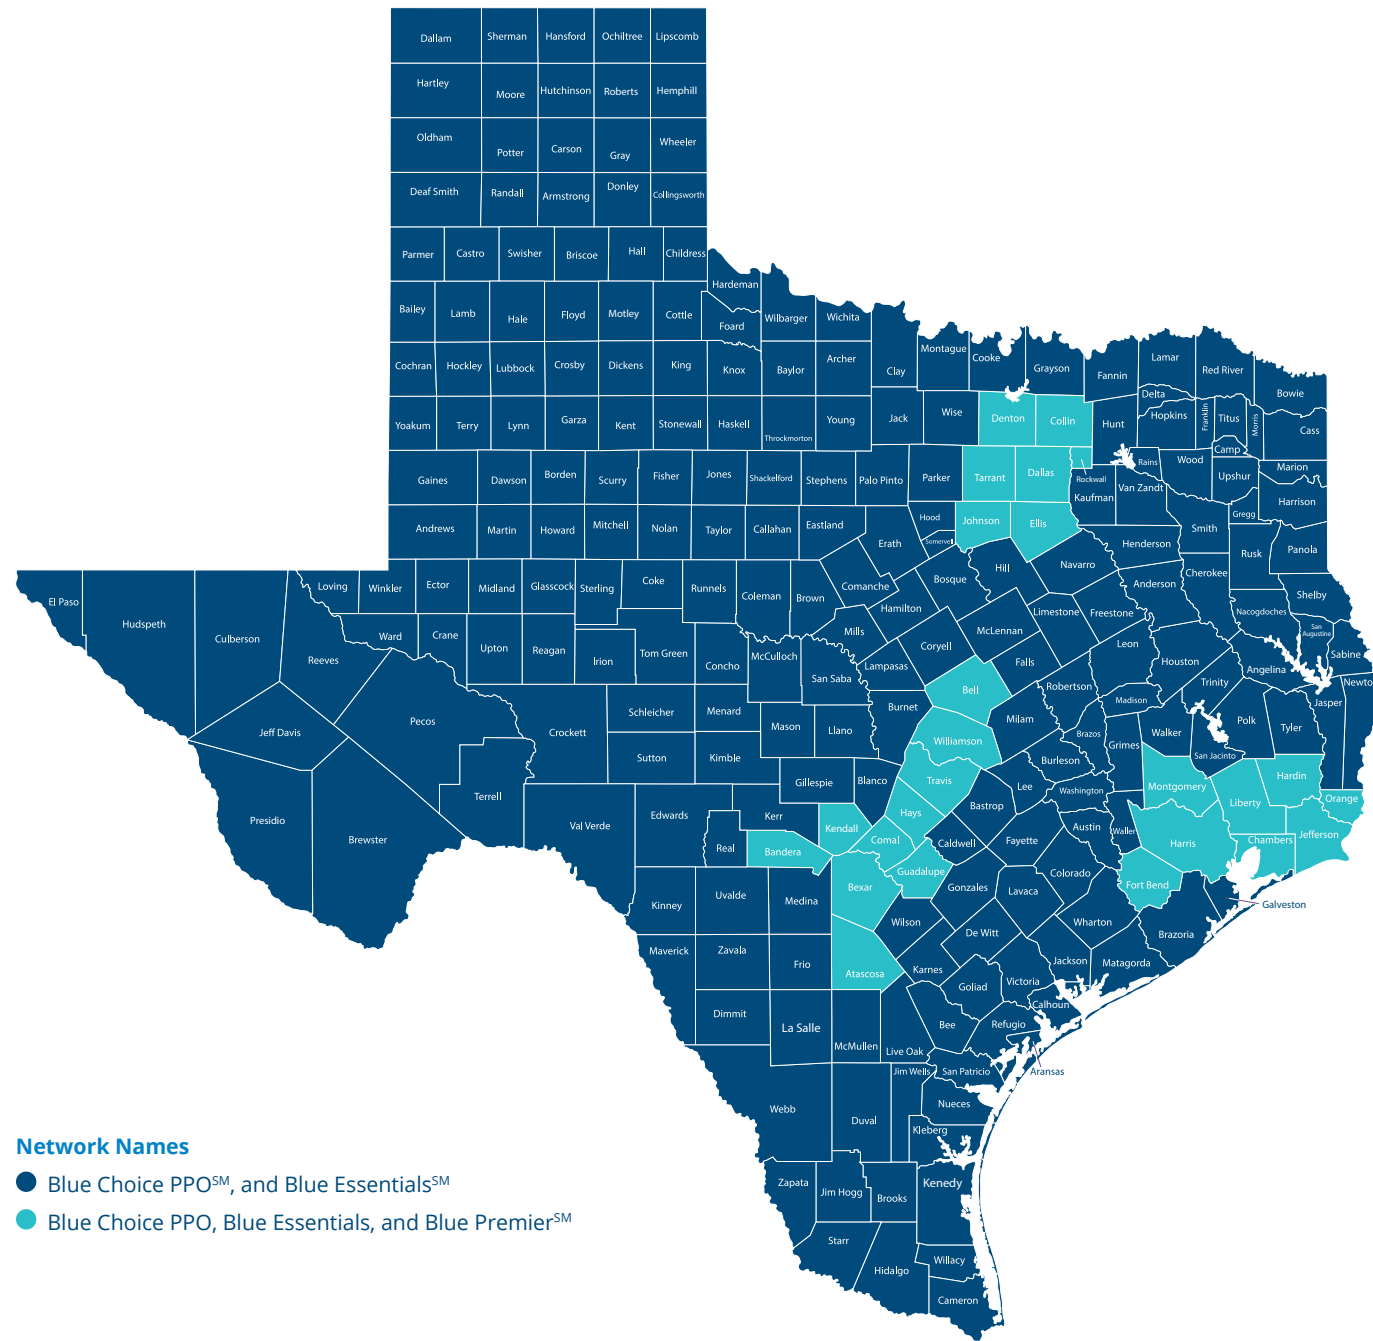 Dallam Sherman Hansford Ochiltree Lipscomb
Hartley Moore Hutchinson Roberts Hemphill
Oldham Potter Carson Gray Wheeler
Deaf Smith Randall Armstrong Donley Collingsworth
Parmer Castro Swisher Briscoe Hall Childress
Hardeman
Bailey Lamb Hale Floyd Motley Cottle Foard Wilbarger Wichita
Montague Cooke Grayson Fannin Lamar Red River Bowie
Cochran Hockley Lubbock Crosby Dickens King Knox Baylor Archer Clay
Delta
Yoakum Terry Lynn Garza Kent Stonewall Haskell Throckmorton Young Jack Wise Denton Collin Hunt Hopkins Franklin Titus Morris Cass
Camp
Gaines Dawson Borden Scurry Fisher Jones Shackelford Stephens Palo Pinto Parker Tarrant Dallas Rockwall Kaufman Van Zandt Rains Wood Upshur Marion
Harrison
Andrews Martin Howard Mitchell Nolan Taylor Callahan Eastland Hood Johnson Ellis Smith Gregg
Erath Somervell Henderson Rusk Panola
El Paso Hudspeth Culberson Loving Winkler Ector Midland Glasscock Sterling Coke Runnels Coleman Brown Comanche Bosque Hill Navarro Anderson Cherokee Shelby
Hamilton Limestone Freestone Nacogdoches
San
Augustine
Reeves Ward Crane Upton Reagan Irion Tom Green Concho McCulloch San Saba Mills Lampasas Coryell McLennan Falls Leon Houston Angelina Sabine
Trinity Newto
Jeff Davis Pecos Crockett Schleicher Menard Mason Llano Burnet Bell Milam Robertson Madison Walker Polk Tyler Jasper
Brazos Grimes San Jacinto
Terrell Sutton Kimble Gillespie Blanco Williamson Travis Burleson Lee Washington Montgomery Liberty Hardin Orange
Presidio Brewster Val Verde Edwards Kerr Real Bandera Kendall Comal Hays Bastrop Caldwell Fayette Austin Waller Harris Chambers Jefferson
Kinney Uvalde Medina Bexar Guadalupe Gonzales Lavaca Colorado Fort Bend Galveston
Maverick Zavala Frio Atascosa Wilson Karnes De Witt Wharton Brazoria
Goliad Victoria Jackson Matagorda
Dimmit La Salle McMullen Live Oak Bee Refugio Calhoun
Aransas
Webb Duval Jim Wells San Patricio
Nueces
Kleberg
Zapata Jim Hogg Brooks Kenedy
Starr Hidalgo Willacy
Cameron
Network Names
Blue Choice PPO℠, and Blue Essentials℠
Blue Choice PPO, Blue Essentials, and Blue Premier℠